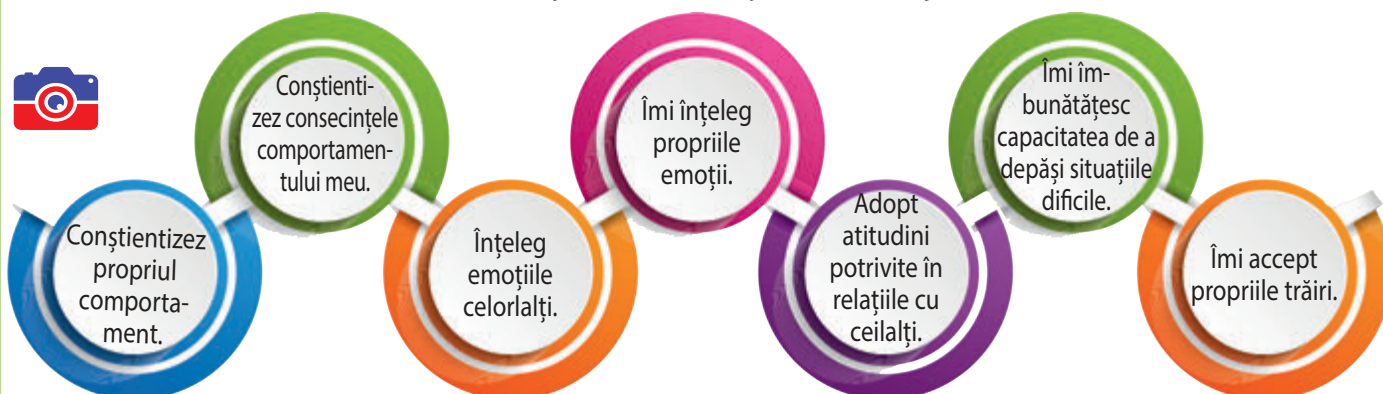 Conștientizez
propriul
comporta-
ment.
Conștienti-
zez consecințele
comportamen-
tului meu.
Înțeleg
emoțiile
celorlalți.
Îmi înțeleg
propriile
emoții.
Adopt
atitudini
potrivite în
relațiile cu
ceilalți.
Îmi îm-
bunătățesc
capacitatea de a
depăși situațiile
dificile.
Îmi accept
propriile trăiri.